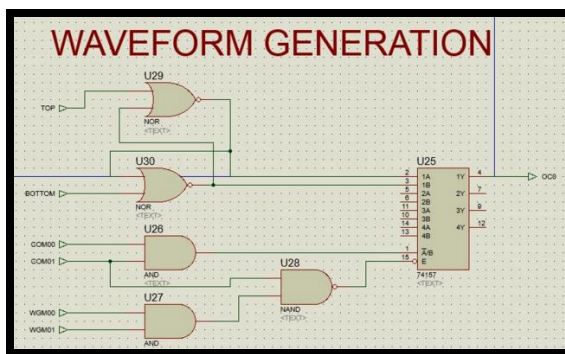 WAVEFORM GENERATION
U29
TOP
NOR
<TEXT>
U30
BOTTOM
NOR
<TEXT>
U25
2 1A 1Y 4
3 1B
5 2A 2Y 7
6 2B
11 3A 3Y 9
10 3B
14 4A 4Y 12
13 4B
1 A/B
15 E
74157
<TEXT>
OC0
U26
COM00
COM01
AND
<TEXT>
U28
NAND
<TEXT>
U27
WGM00
WGM01
AND